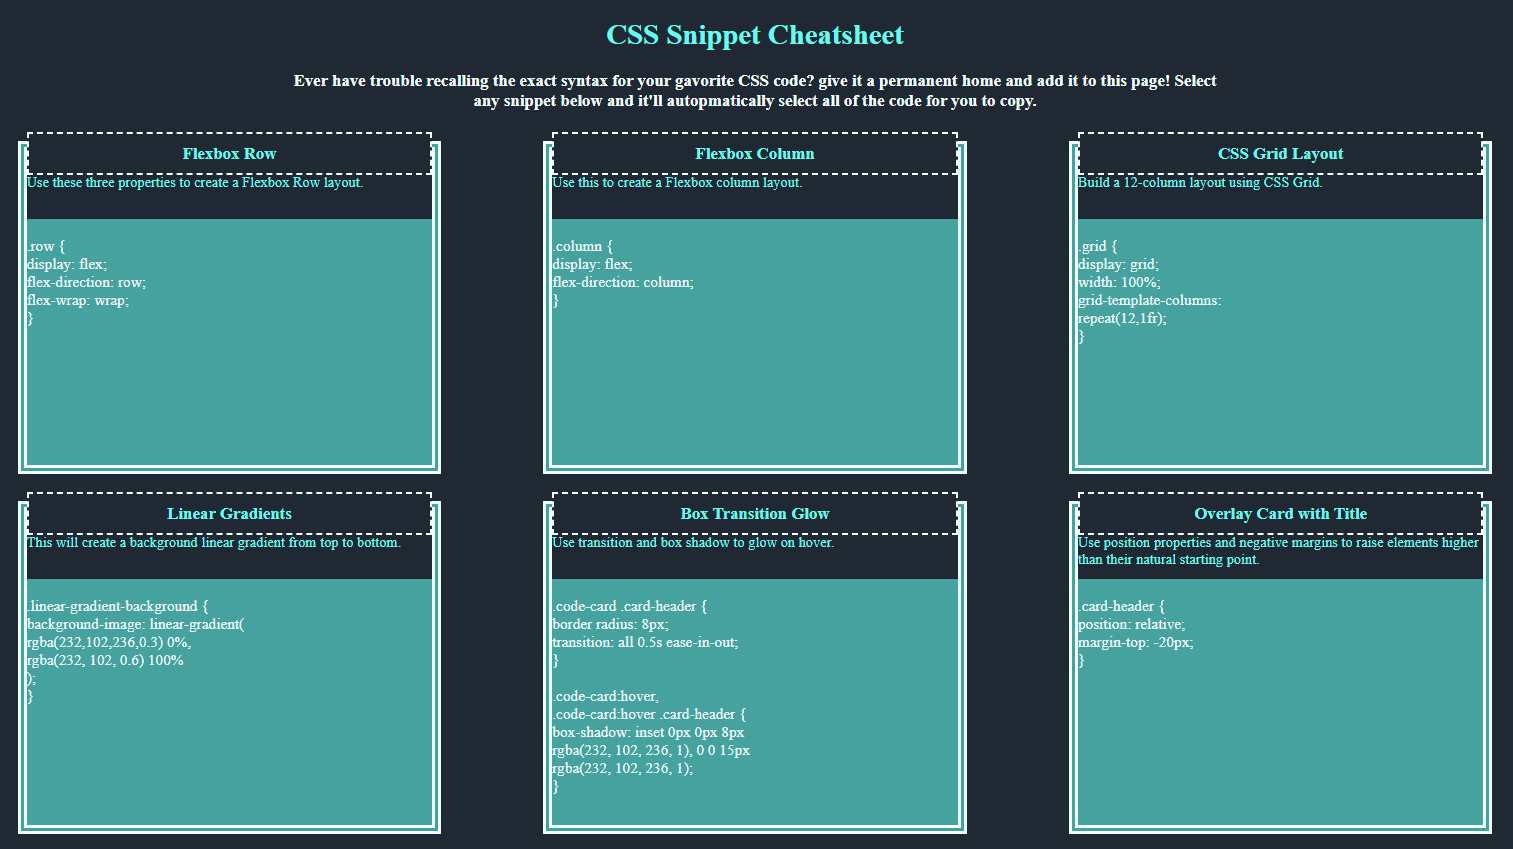 CSS Snippet Cheatsheet
Ever have trouble recalling the exact syntax for your gavorite CSS code? give it a permanent home and add it to this page! Select
any snippet below and it'll autopmatically select all of the code for you to copy.
Flexbox Row
Use these three properties to create a Flexbox Row layout.
.row {
display: flex;
flex-direction: row;
flex-wrap: wrap;
}
Flexbox Column
Use this to create a Flexbox column layout.
.column {
display: flex;
flex-direction: column;
}
CSS Grid Layout
Build a 12-column layout using CSS Grid.
.grid {
display: grid;
width: 100%;
grid-template-columns:
repeat(12,1fr);
}
Linear Gradients
This will create a background linear gradient from top to bottom.
.linear-gradient-background {
background-image: linear-gradient(
rgba(232,102,236,0.3) 0%,
rgba(232, 102, 0.6) 100%
);
}
Box Transition Glow
Use transition and box shadow to glow on hover.
.code-card .card-header {
border radius: 8px;
transition: all 0.5s ease-in-out;
}
.code-card:hover,
.code-card:hover .card-header {
box-shadow: inset 0px 0px 8px
rgba(232, 102, 236, 1), 0 0 15px
rgba(232, 102, 236, 1);
}
Overlay Card with Title
Use position properties and negative margins to raise elements higher
than their natural starting point.
.card-header {
position: relative;
margin-top: -20px;
}